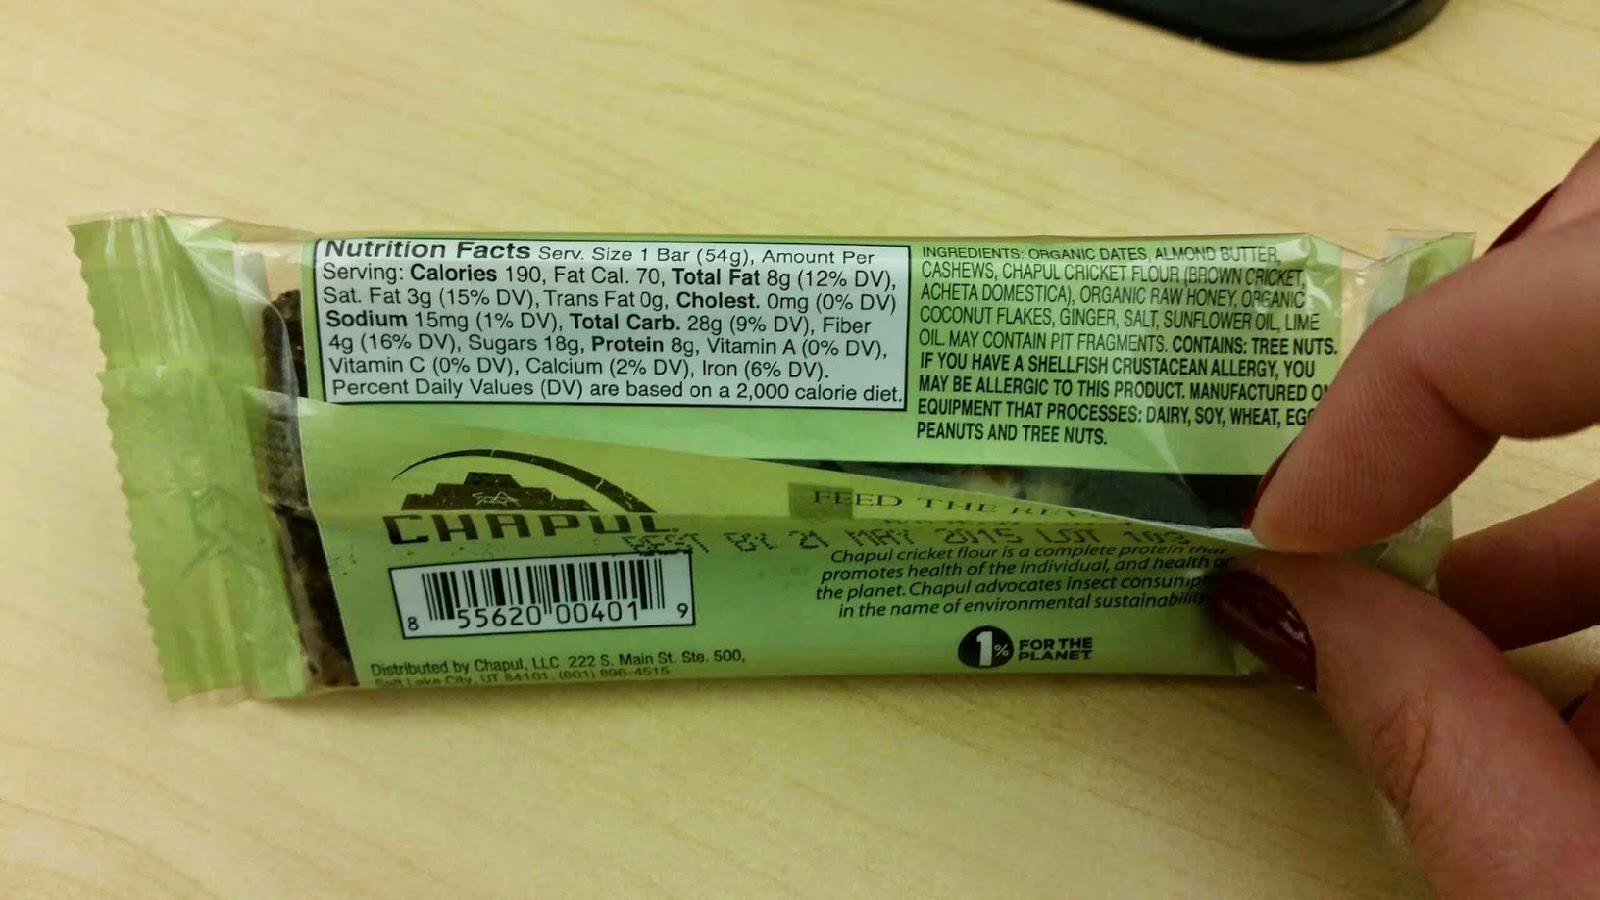 Nutrition Facts Serv. Size 1 Bar (54g), Amount Per
Serving: Calories 190, Fat Cal. 70, Total Fat 8g (12% DV),
Sat. Fat 3g (15% DV), Trans Fat 0g, Cholest. 0mg (0% DV)
Sodium 15mg (1% DV), Total Carb. 28g (9% DV), Fiber
4g (16% DV), Sugars 18g, Protein 8g, Vitamin A (0% DV),
Vitamin C (0% DV), Calcium (2% DV), Iron (6% DV).
Percent Daily Values (DV) are based on a 2,000 calorie diet.
INGREDIENTS: ORGANIC DATES, ALMOND BUTTER,
CASHEWS, CHAPUL CRICKET FLOUR (BROWN CRICKET,
ACHETA DOMESTICA), ORGANIC RAW HONEY, ORGANIC
COCONUT FLAKES, GINGER, SALT, SUNFLOWER OIL, LIME
OIL. MAY CONTAIN PIT FRAGMENTS. CONTAINS: TREE NUTS.
IF YOU HAVE A SHELLFISH CRUSTACEAN ALLERGY, YOU
MAY BE ALLERGIC TO THIS PRODUCT. MANUFACTURED
EQUIPMENT THAT PROCESSES: DAIRY, SOY, WHEAT,
PEANUTS AND TREE NUTS.
CHAPUL
FEED THE
BEST BY 21 MAY 2015 LOT 103
Chapul cricket flour is a complete protein that
promotes health of the individual, and health
the planet. Chapul advocates insect
in the name of environmental sustainability
8 55620 00401 9
1% FOR THE
PLANET
Distributed by Chapul, LLC 222 S. Main St. Ste. 500,
Salt Lake City, UT 84101. (801) 896-4515